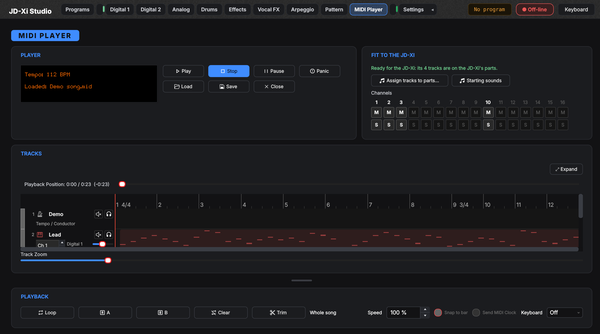 JD-Xi Studio Programs Digital 1 Digital 2 Analog Drums Effects Vocal FX Arpeggio Pattern MIDI Player Settings No program Off-line Keyboard
MIDI PLAYER
PLAYER
Tempo: 112 BPM
Loaded: Demo song.mid
Play Stop Pause Panic
Load Save Close
FIT TO THE JD-XI
Ready for the JD-Xi: Its 4 tracks are on the JD-Xi's parts.
Assign tracks to parts... Starting sounds
Channels
1 2 3 4 5 6 7 8 9 10 11 12 13 14 15 16
M M M M M M M M M M M M M M M M
S S S S S S S S S S S S S S S S
TRACKS
Expand
Playback Position: 0:00 / 0:23 (-0:23)
1 4/4 2 3 4 5 6 7 8 9 3/4 10 11 12
1 Demo
Tempo / Conductor
2 Lead
Ch 1 Digital 1
Track Zoom
PLAYBACK
Loop A B Clear Trim Whole song Speed 100 % Snap to bar Send MIDI Clock Keyboard Off